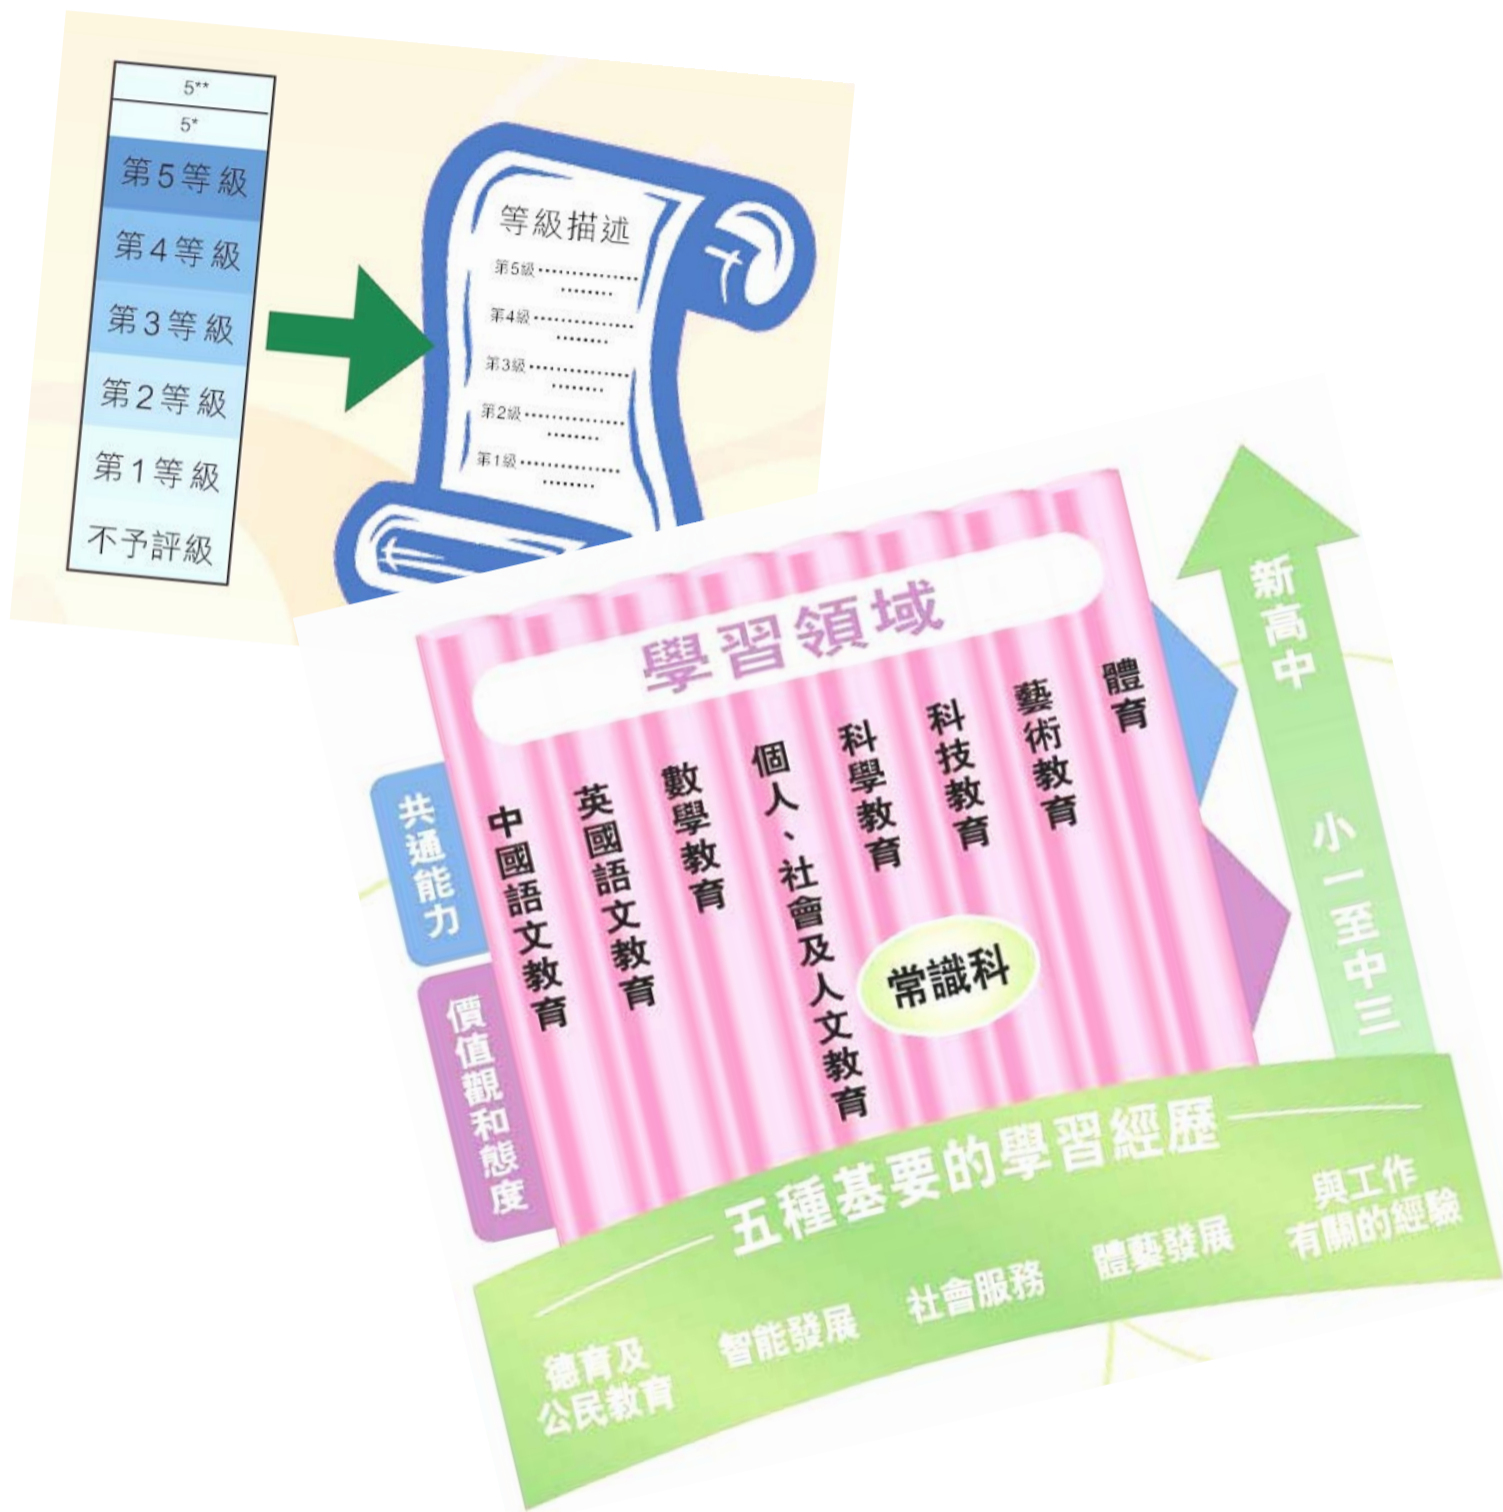 5**
5*
第5等級
第4等級
第3等級
第2等級
第1等級
不予評級
等級描述
第5級
第4級
第3級
第2級
第1級
學習領域
中國語文教育
英國語文教育
數學教育
個人、社會及人文教育
科學教育
科技教育
藝術教育
體育
常識科
共通能力
價值觀和態度
新高中
小一至中三
五種基要的學習經歷
德育及
公民教育
智能發展
社會服務
體藝發展
與工作
有關的經驗